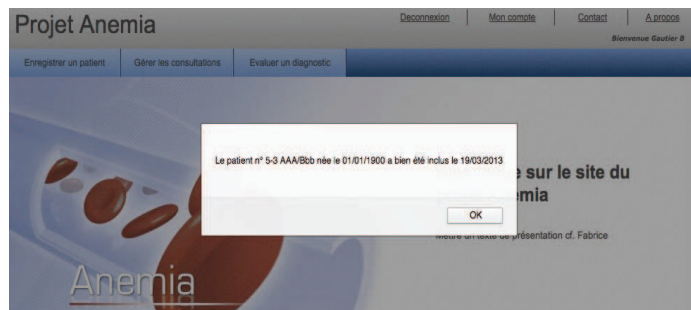 Projet Anemia
Deconnexion Mon compte Contact A propos
Bienvenue Gautier B
Enregistrer un patient Gérer les consultations Evaluer un diagnostic
Le patient n° 5-3 AAA/Bbb née le 01/01/1900 a bien été inclus le 19/03/2013
sur le site du
OK
Mettre un texte de présentation cf. Fabrice
Anemia